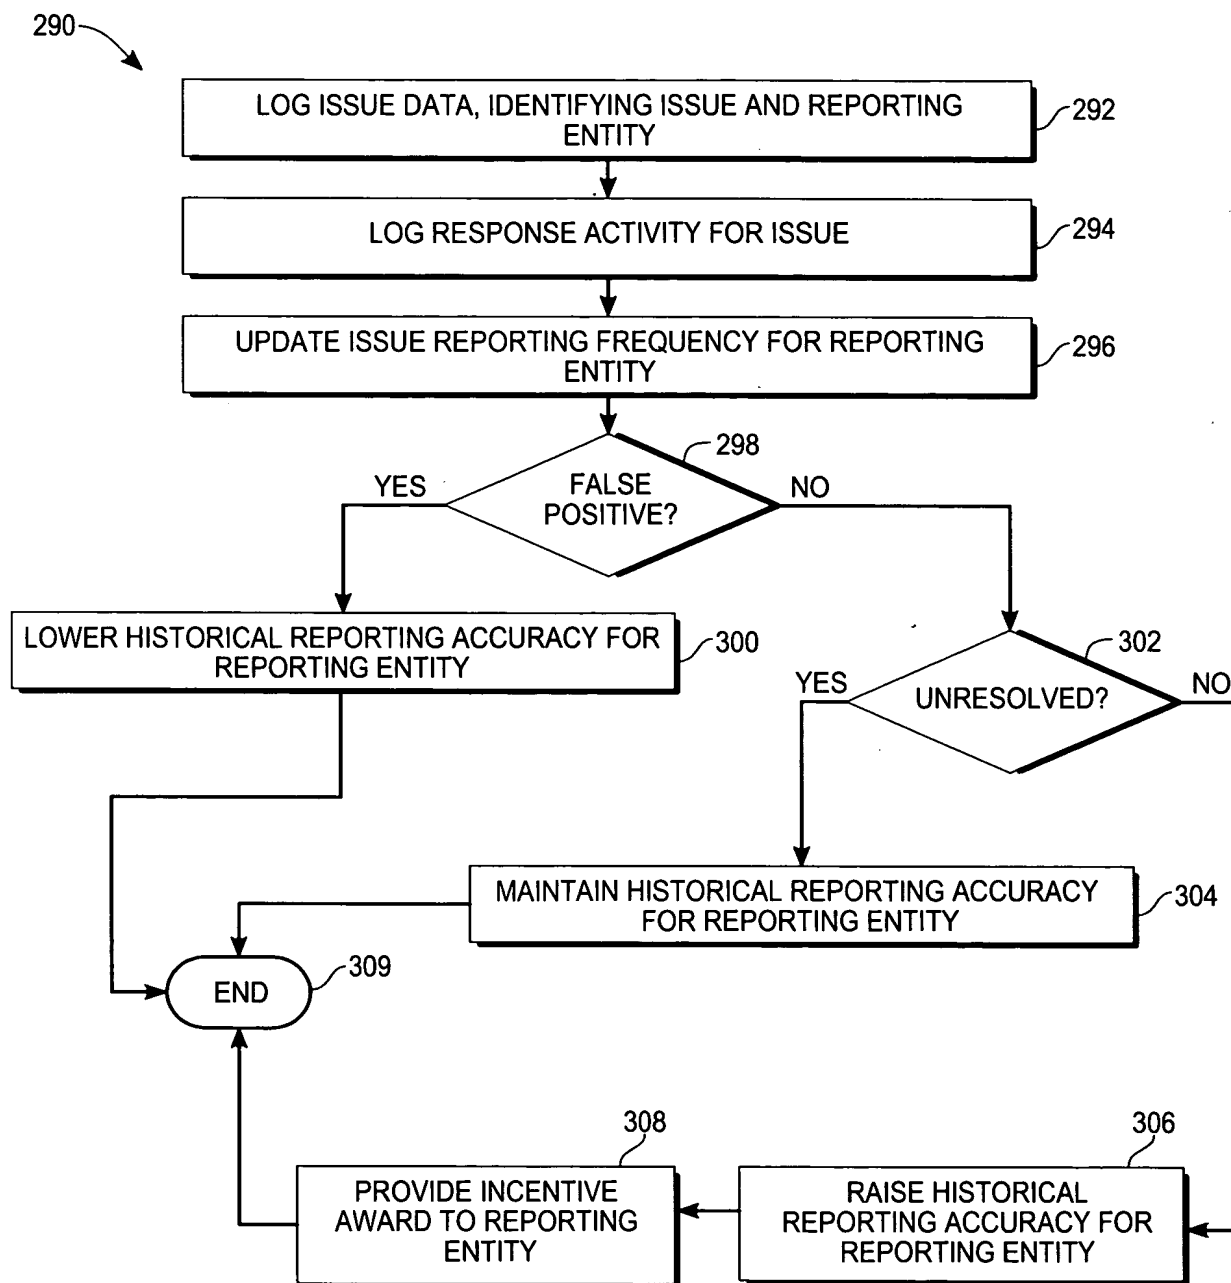 290
LOG ISSUE DATA, IDENTIFYING ISSUE AND REPORTING
ENTITY
292
LOG RESPONSE ACTIVITY FOR ISSUE
294
UPDATE ISSUE REPORTING FREQUENCY FOR REPORTING
ENTITY
296
298
YES
FALSE
POSITIVE?
NO
LOWER HISTORICAL REPORTING ACCURACY FOR
REPORTING ENTITY
300
302
YES
UNRESOLVED?
NO
MAINTAIN HISTORICAL REPORTING ACCURACY
FOR REPORTING ENTITY
304
309
END
308
PROVIDE INCENTIVE
AWARD TO REPORTING
ENTITY
306
RAISE HISTORICAL
REPORTING ACCURACY FOR
REPORTING ENTITY